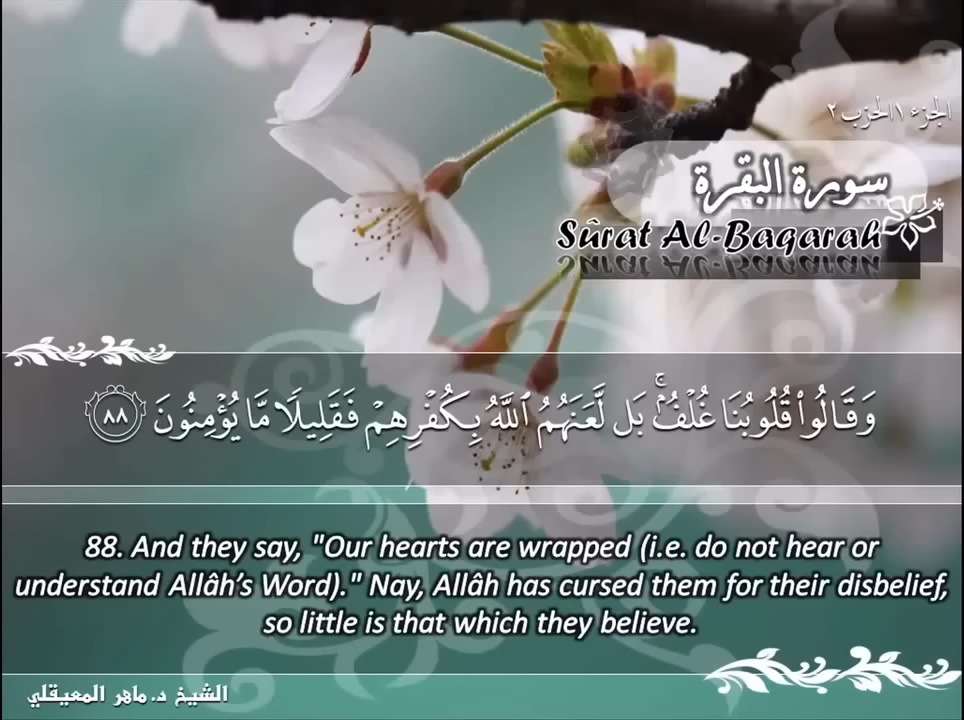 الجزء ١ الحزب ٢
سورة البقرة
Sûrat Al-Baqarah
وَقَالُوا۟ قُلُوبُنَا غُلْفٌۢ ۚ بَل لَّعَنَهُمُ ٱللَّهُ بِكُفْرِهِمْ فَقَلِيلًا مَّا يُؤْمِنُونَ ٨٨
88. And they say, "Our hearts are wrapped (i.e. do not hear or
understand Allâh’s Word)." Nay, Allâh has cursed them for their disbelief,
so little is that which they believe.
الشيخ د. ماهر المعيقلي